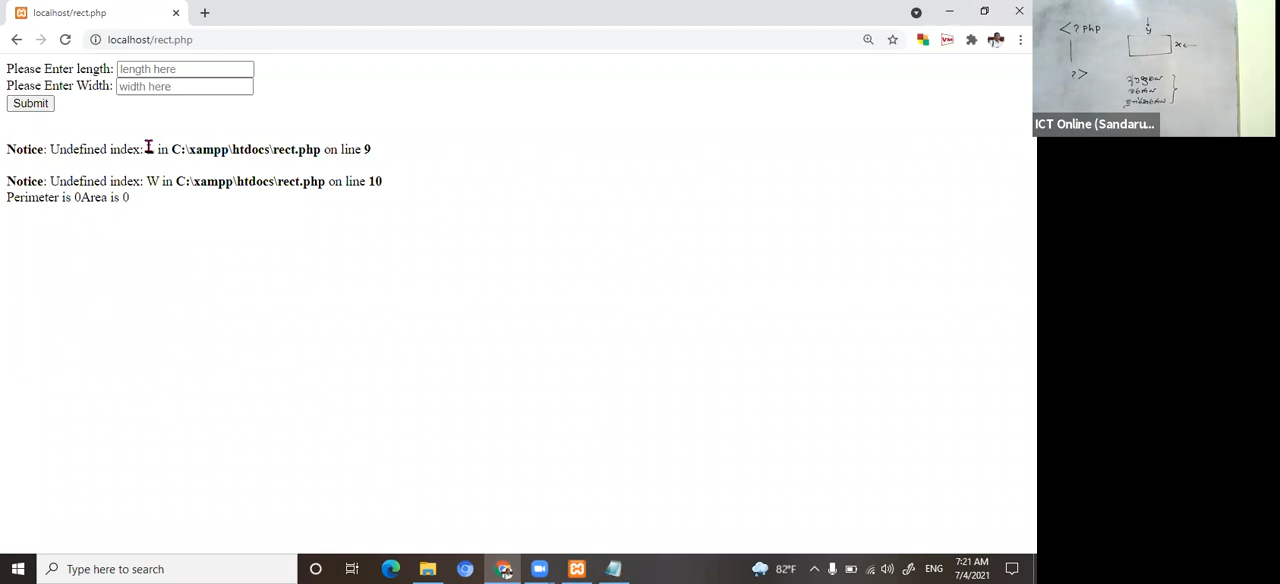 localhost/rect.php
localhost/rect.php
Please Enter length: length here
Please Enter Width: width here
Submit
Notice: Undefined index: in C:\xampp\htdocs\rect.php on line 9
Notice: Undefined index: W in C:\xampp\htdocs\rect.php on line 10
Perimeter is 0Area is 0
<?php
y
x
?>
ICT Online (Sandaru...
Type here to search
82°F
ENG
7:21 AM
7/4/2021